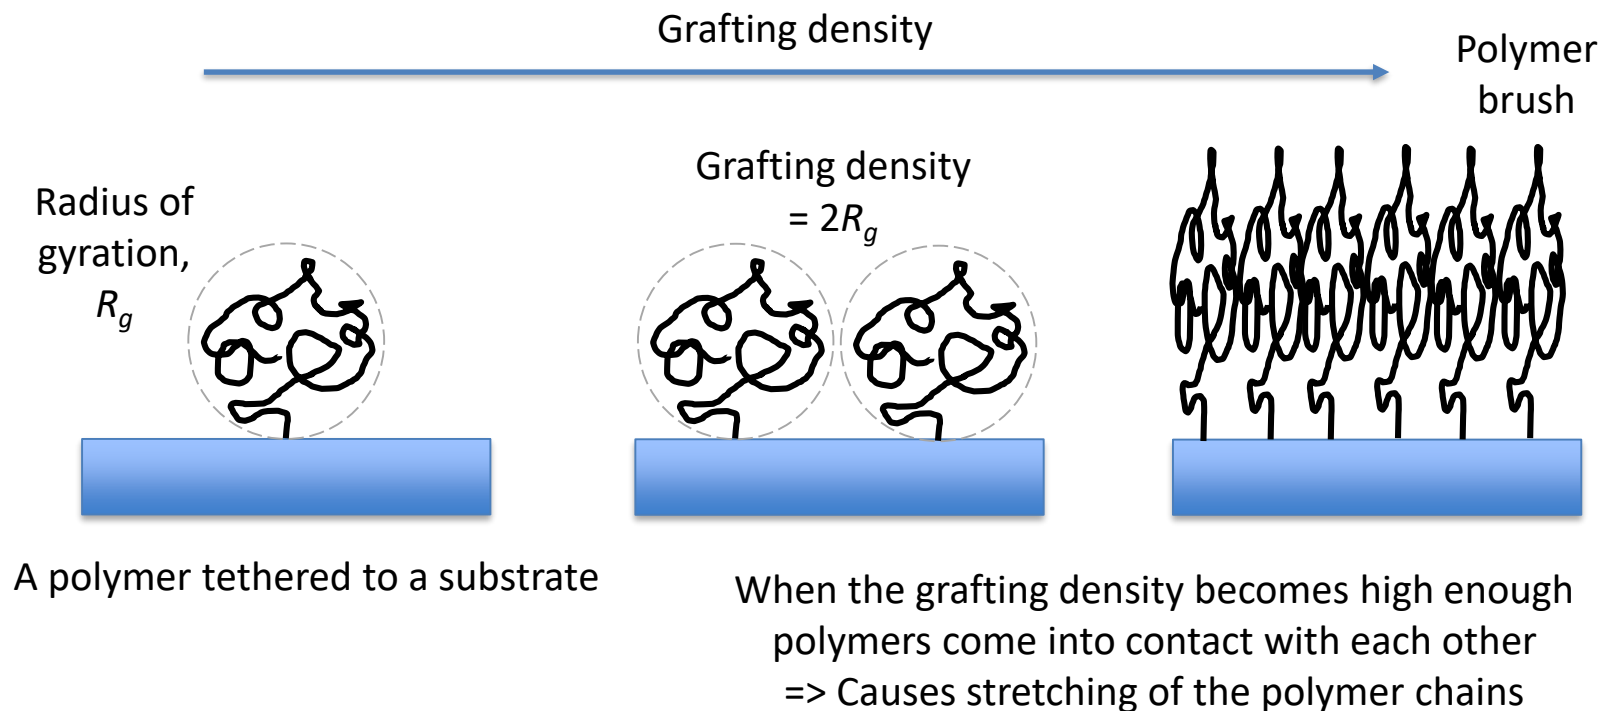 Grafting density
Polymer
brush
Radius of
gyration,
Rg
Grafting density
= 2Rg
A polymer tethered to a substrate
When the grafting density becomes high enough
polymers come into contact with each other
=> Causes stretching of the polymer chains